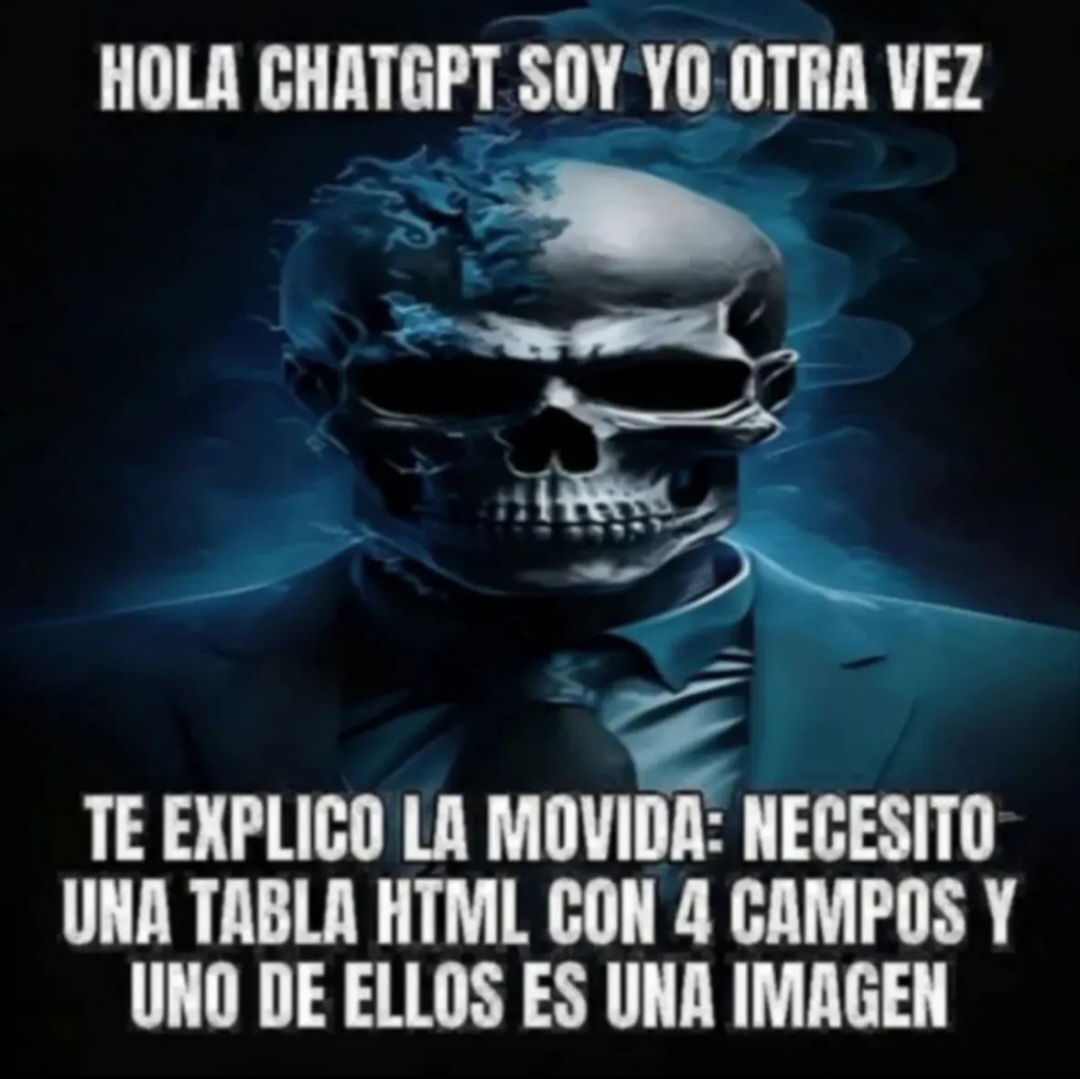 HOLA CHATGPT SOY YO OTRA VEZ
TE EXPLICO LA MOVIDA: NECESITO
UNA TABLA HTML CON 4 CAMPOS Y
UNO DE ELLOS ES UNA IMAGEN